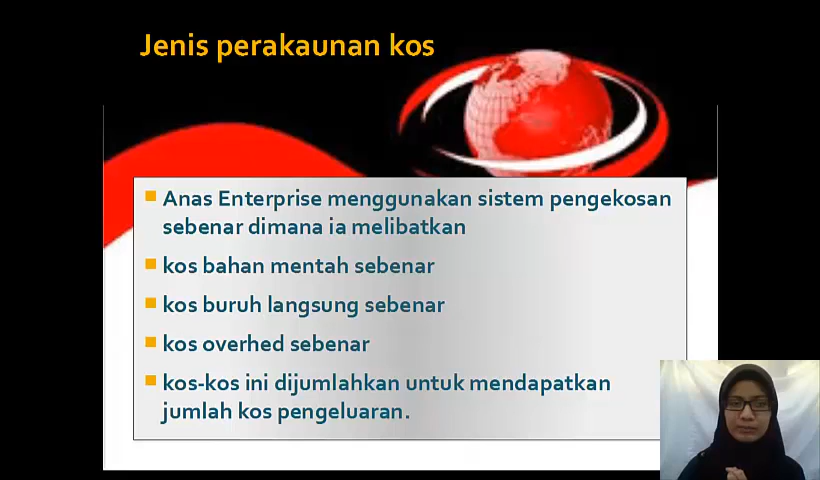 Jenis perakaunan kos
Anas Enterprise menggunakan sistem pengekosan
sebenar dimana ia melibatkan
kos bahan mentah sebenar
kos buruh langsung sebenar
kos overhed sebenar
kos-kos ini dijumlahkan untuk mendapatkan
jumlah kos pengeluaran.